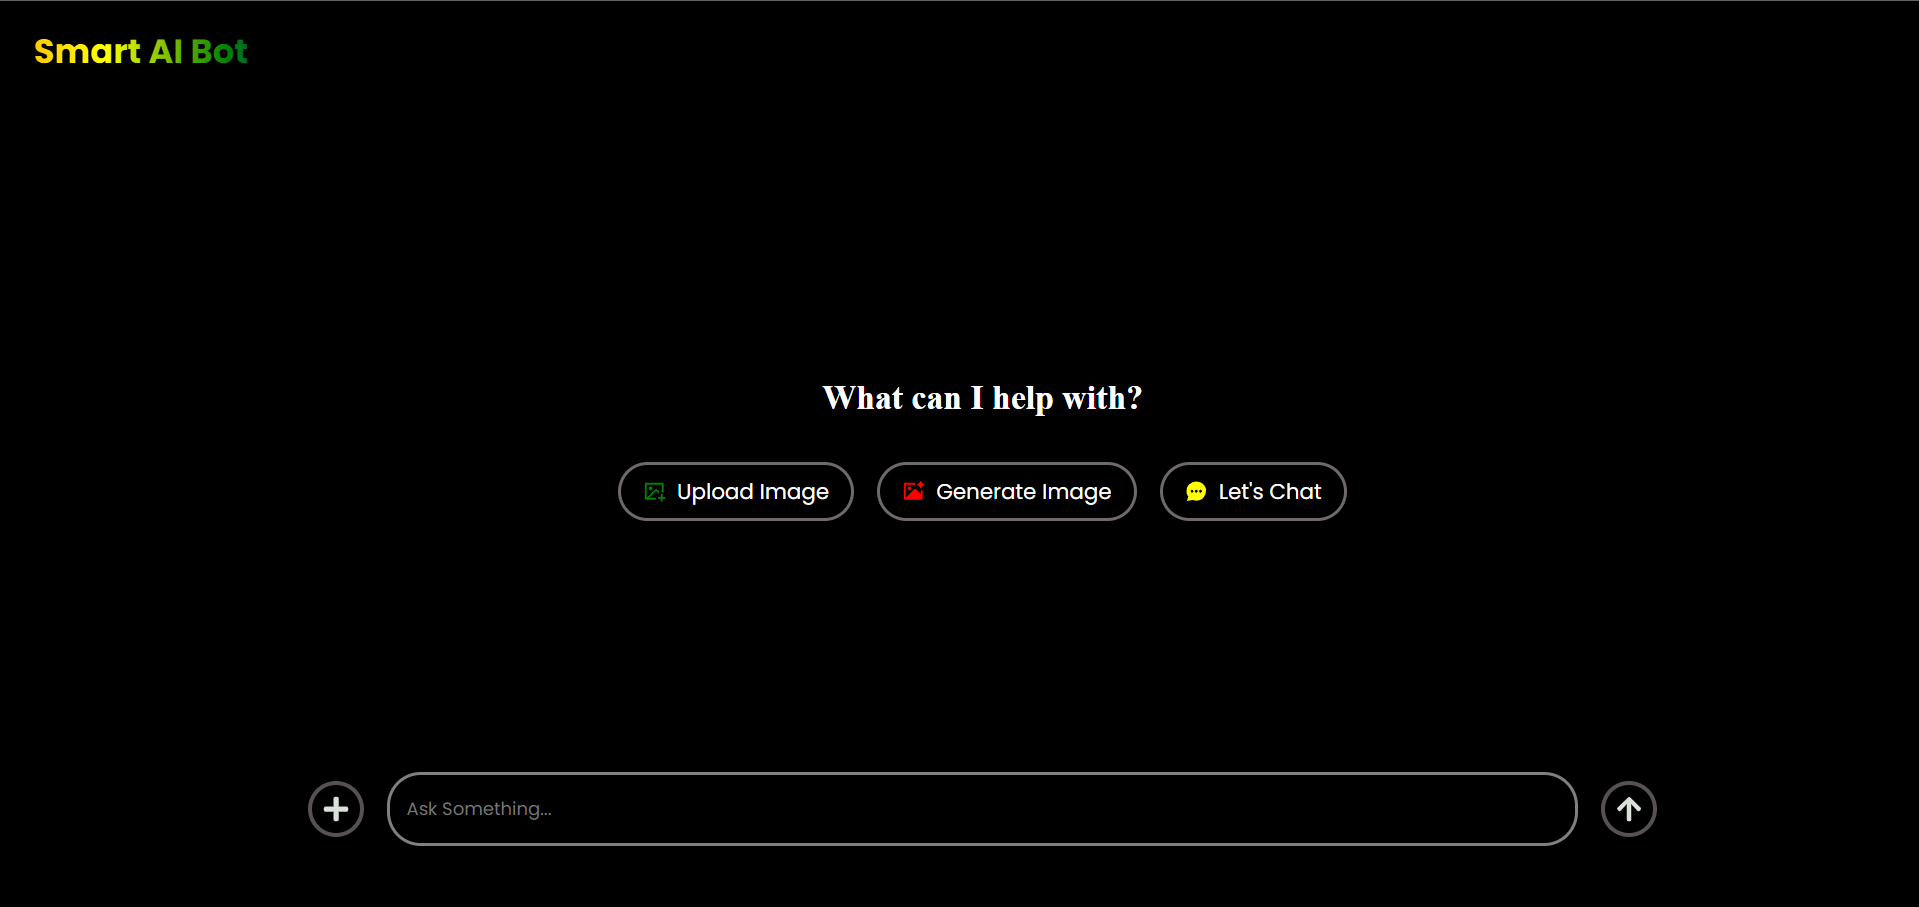 Smart AI Bot
What can I help with?
Upload Image
Generate Image
Let's Chat
Ask Something...